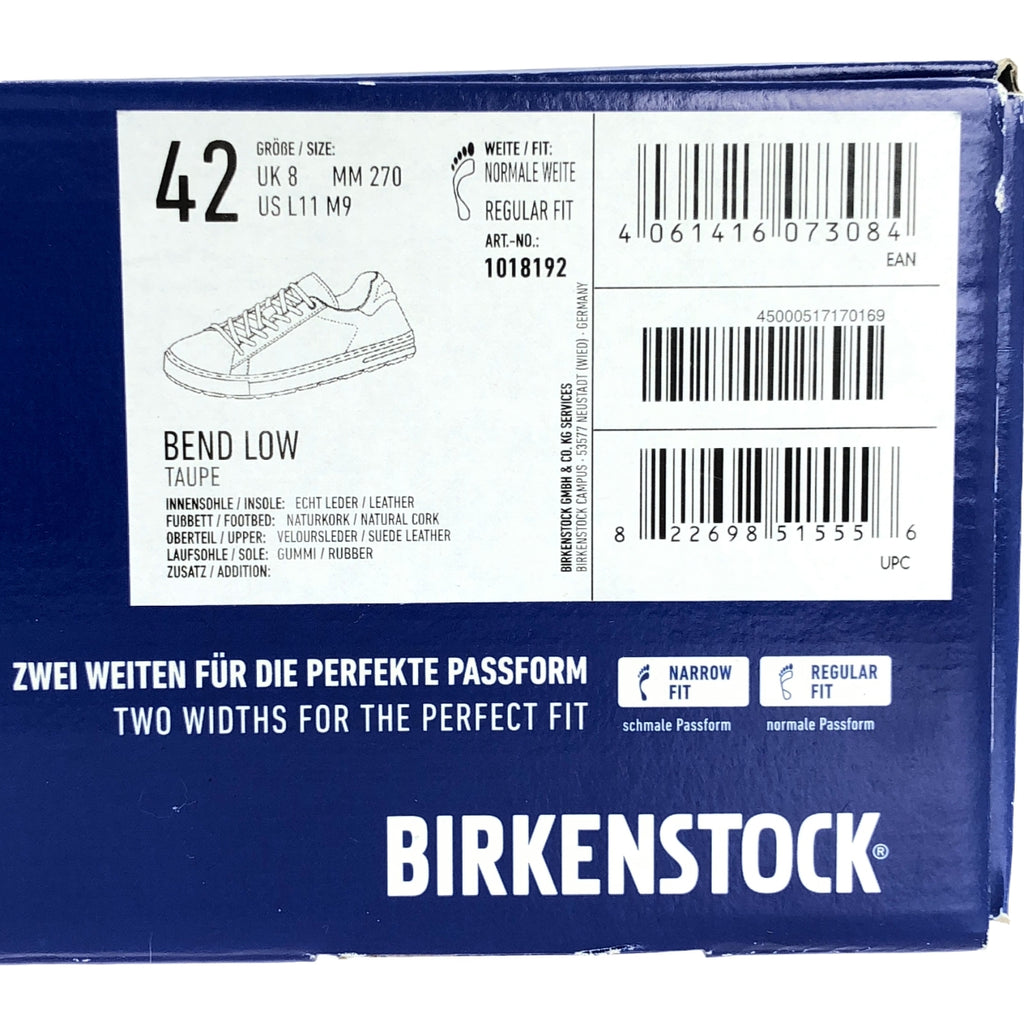 42
GRÖßE / SIZE:
UK 8 MM 270
US L11 M9
WEITE / FIT:
NORMALE WEITE
REGULAR FIT
ART.-NO.:
1018192
BEND LOW
TAUPE
INNENSOHLE / INSOLE: ECHT LEDER / LEATHER
FUBBETT / FOOTBED: NATURKORK / NATURAL CORK
OBERTEIL / UPPER: VELOURSLEDER / SUEDE LEATHER
LAUFSOHLE / SOLE: GUMMI / RUBBER
ZUSATZ / ADDITION:
BIRKENSTOCK GMBH & CO. KG SERVICES
BIRKENSTOCK CAMPUS · 53577 NEUSTADT (WIED) · GERMANY
4 061416 073084
EAN
45000517170169
8 22698 51555 6
UPC
ZWEI WEITEN FÜR DIE PERFEKTE PASSFORM
TWO WIDTHS FOR THE PERFECT FIT
NARROW
FIT
schmale Passform
REGULAR
FIT
normale Passform
BIRKENSTOCK®